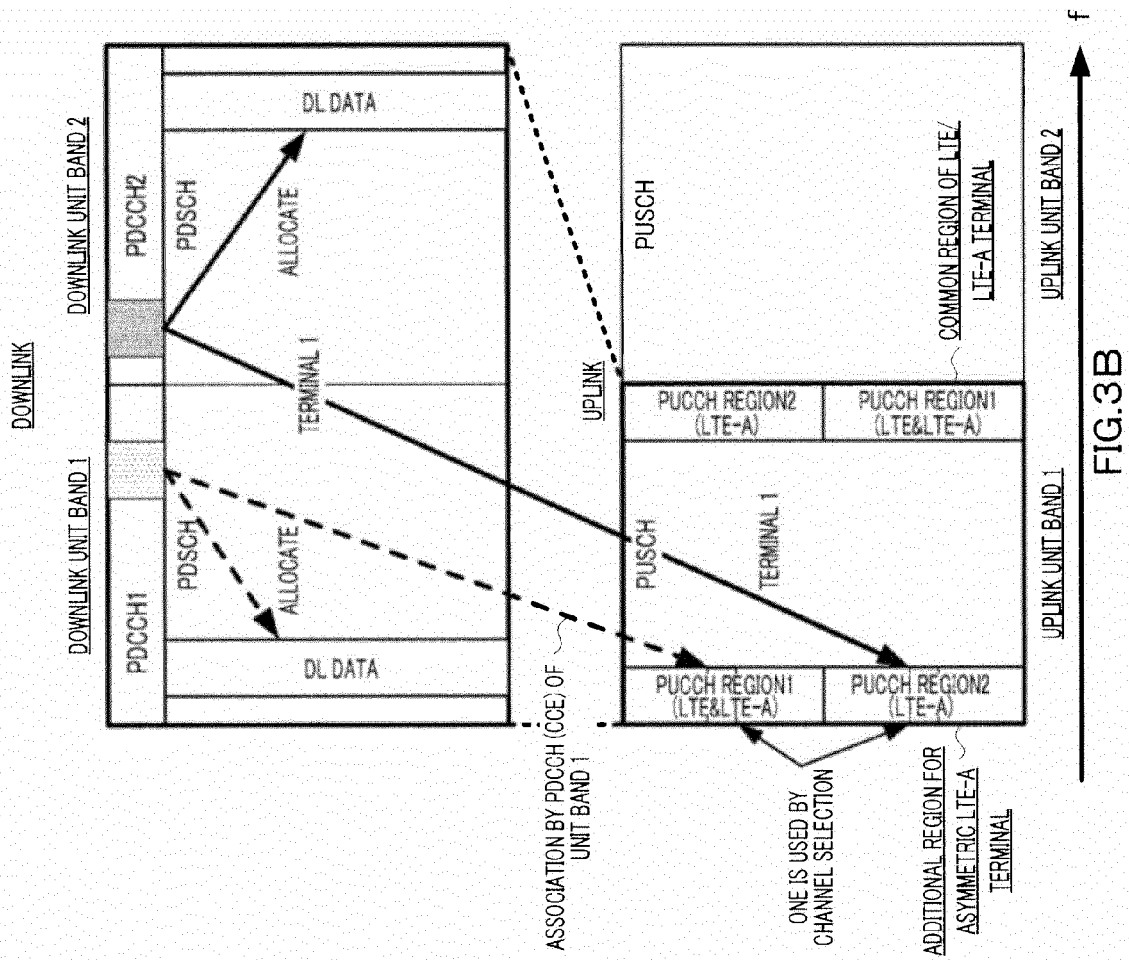 DOWNLINK
DOWNLINK UNIT BAND 1
DOWNLINK UNIT BAND 2
PDCCH1
PDCCH2
PDSCH
PDSCH
DL DATA
ALLOCATE
TERMINAL 1
ALLOCATE
DL DATA
ASSOCIATION BY PDCCH (CCE) OF
UNIT BAND 1
UPLINK
PUSCH
PUSCH
PUCCH REGION1
(LTE&LTE-A)
PUCCH REGION2
(LTE-A)
TERMINAL 1
PUCCH REGION2
(LTE-A)
PUCCH REGION1
(LTE&LTE-A)
ONE IS USED BY
CHANNEL SELECTION
ADDITIONAL REGION FOR
ASYMMETRIC LTE-A
TERMINAL
COMMON REGION OF LTE/
LTE-A TERMINAL
UPLINK UNIT BAND 1
UPLINK UNIT BAND 2
f
FIG.3B